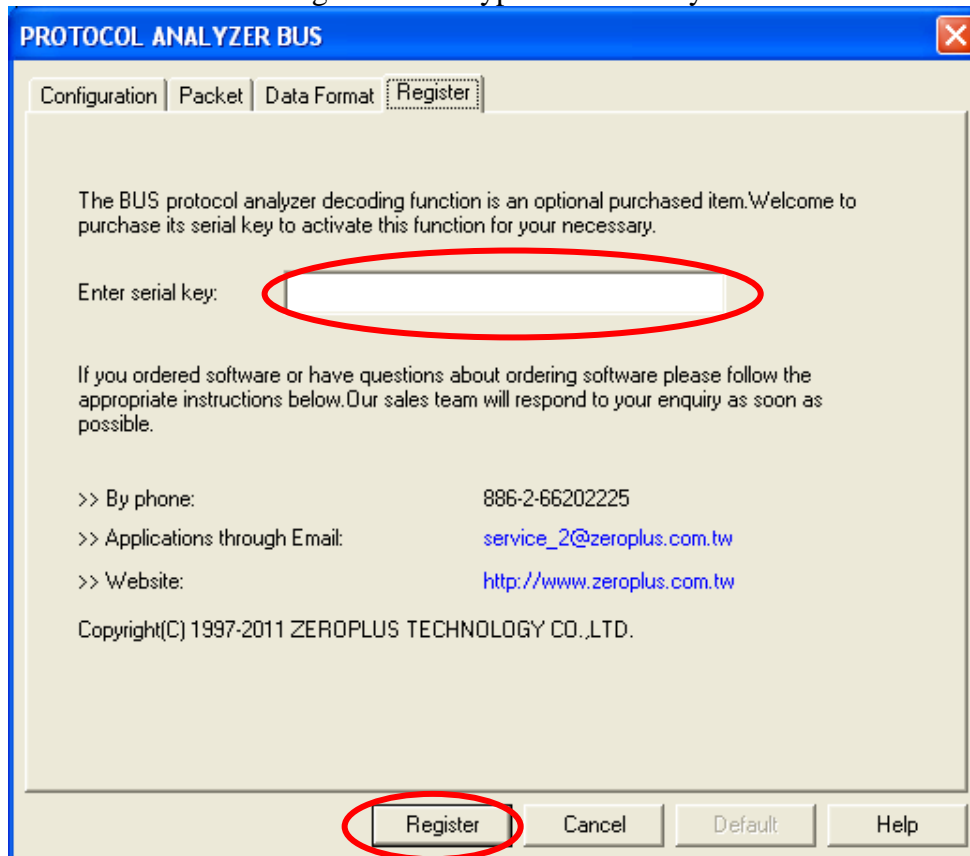 PROTOCOL ANALYZER BUS
Configuration Packet Data Format Register
The BUS protocol analyzer decoding function is an optional purchased item.Welcome to
purchase its serial key to activate this function for your necessary.
Enter serial key:
If you ordered software or have questions about ordering software please follow the
appropriate instructions below.Our sales team will respond to your enquiry as soon as
possible.
>> By phone: 886-2-66202225
>> Applications through Email: service_2@zeroplus.com.tw
>> Website: http://www.zeroplus.com.tw
Copyright(C) 1997-2011 ZEROPLUS TECHNOLOGY CO.,LTD.
Register Cancel Default Help